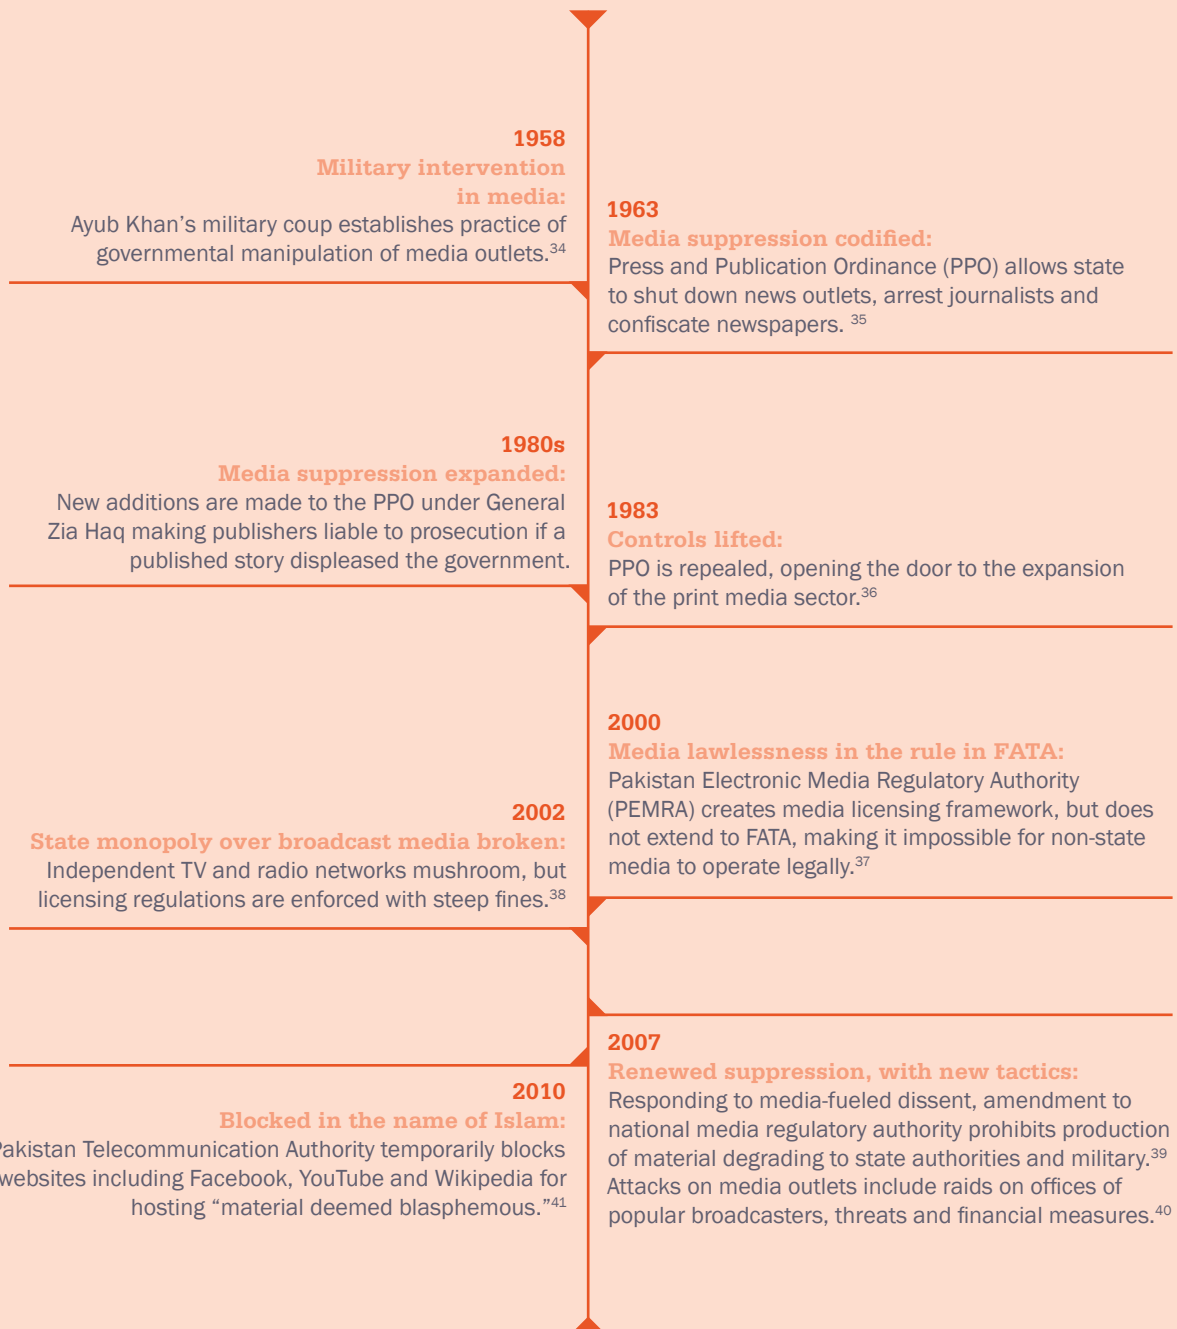 1958
Military intervention
in media:
Ayub Khan’s military coup establishes practice of
governmental manipulation of media outlets.34
1963
Media suppression codified:
Press and Publication Ordinance (PPO) allows state
to shut down news outlets, arrest journalists and
confiscate newspapers. 35
1980s
Media suppression expanded:
New additions are made to the PPO under General
Zia Haq making publishers liable to prosecution if a
published story displeased the government.
1983
Controls lifted:
PPO is repealed, opening the door to the expansion
of the print media sector.36
2000
Media lawlessness in the rule in FATA:
Pakistan Electronic Media Regulatory Authority
(PEMRA) creates media licensing framework, but does
not extend to FATA, making it impossible for non-state
media to operate legally.37
2002
State monopoly over broadcast media broken:
Independent TV and radio networks mushroom, but
licensing regulations are enforced with steep fines.38
2007
Renewed suppression, with new tactics:
Responding to media-fueled dissent, amendment to
national media regulatory authority prohibits production
of material degrading to state authorities and military.39
Attacks on media outlets include raids on offices of
popular broadcasters, threats and financial measures.40
2010
Blocked in the name of Islam:
Pakistan Telecommunication Authority temporarily blocks
websites including Facebook, YouTube and Wikipedia for
hosting “material deemed blasphemous.”41